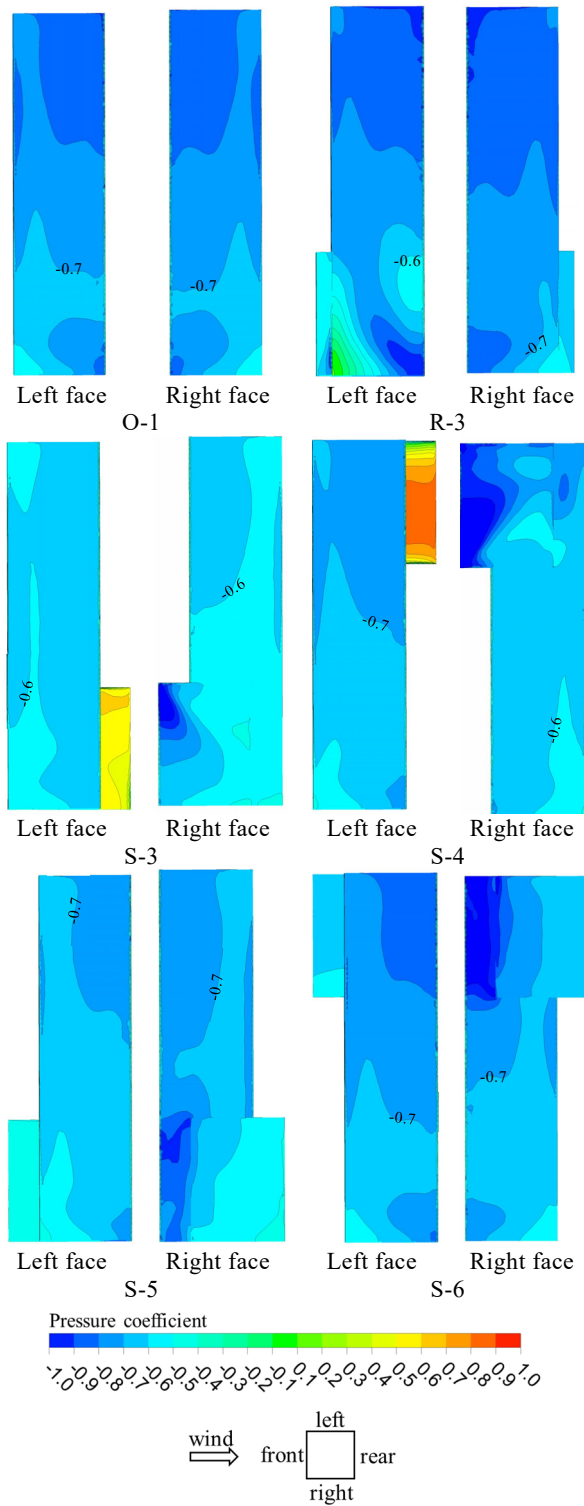 -0.7
-0.7
-0.6
-0.7
Left face Right face Left face Right face
O-1 R-3
-0.6
-0.6
-0.7
-0.6
Left face Right face Left face Right face
S-3 S-4
-0.7
-0.7
-0.7
-0.7
Left face Right face Left face Right face
S-5 S-6
Pressure coefficient
-1.0 -0.9 -0.8 -0.7 -0.6 -0.5 -0.4 -0.3 -0.2 0.1 0.2 0.3 0.4 0.5 0.6 0.7 0.8 0.9 1.0
left
wind front rear
right